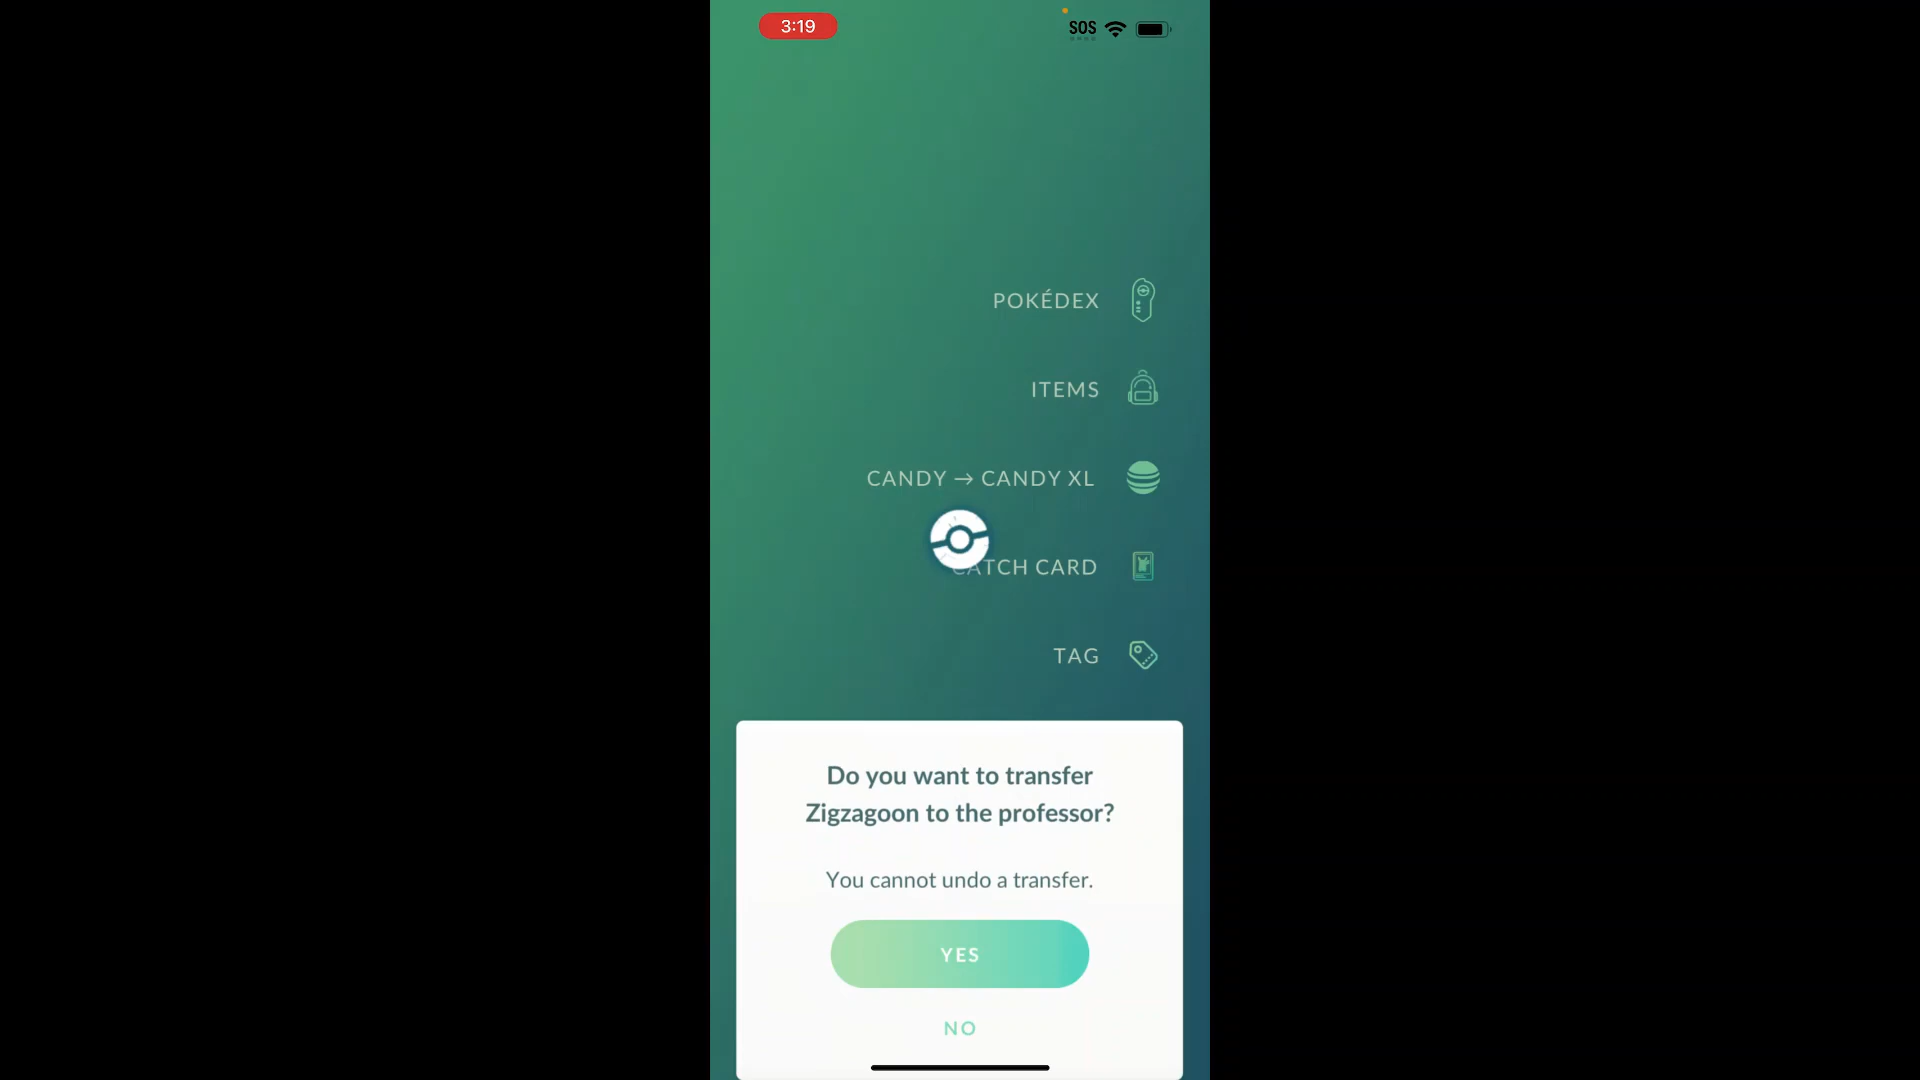 3:19
SOS
POKÉDEX
ITEMS
CANDY → CANDY XL
CATCH CARD
TAG
Do you want to transfer
Zigzagoon to the professor?
You cannot undo a transfer.
YES
NO